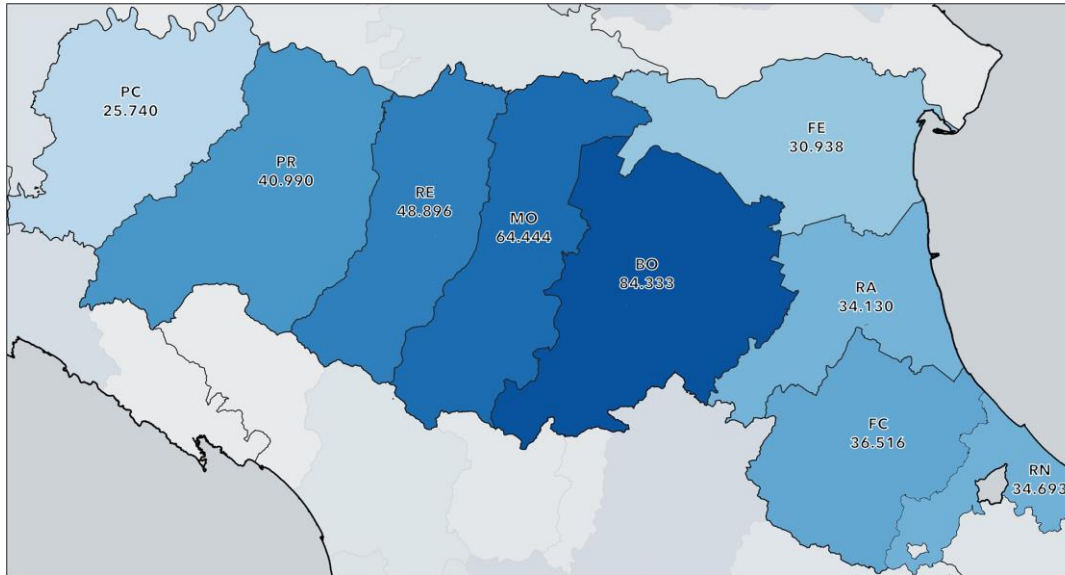 PC
25.740
PR
40.990
RE
48.896
MO
64.444
BO
84.333
FE
30.938
RA
34.130
FC
36.516
RN
34.693